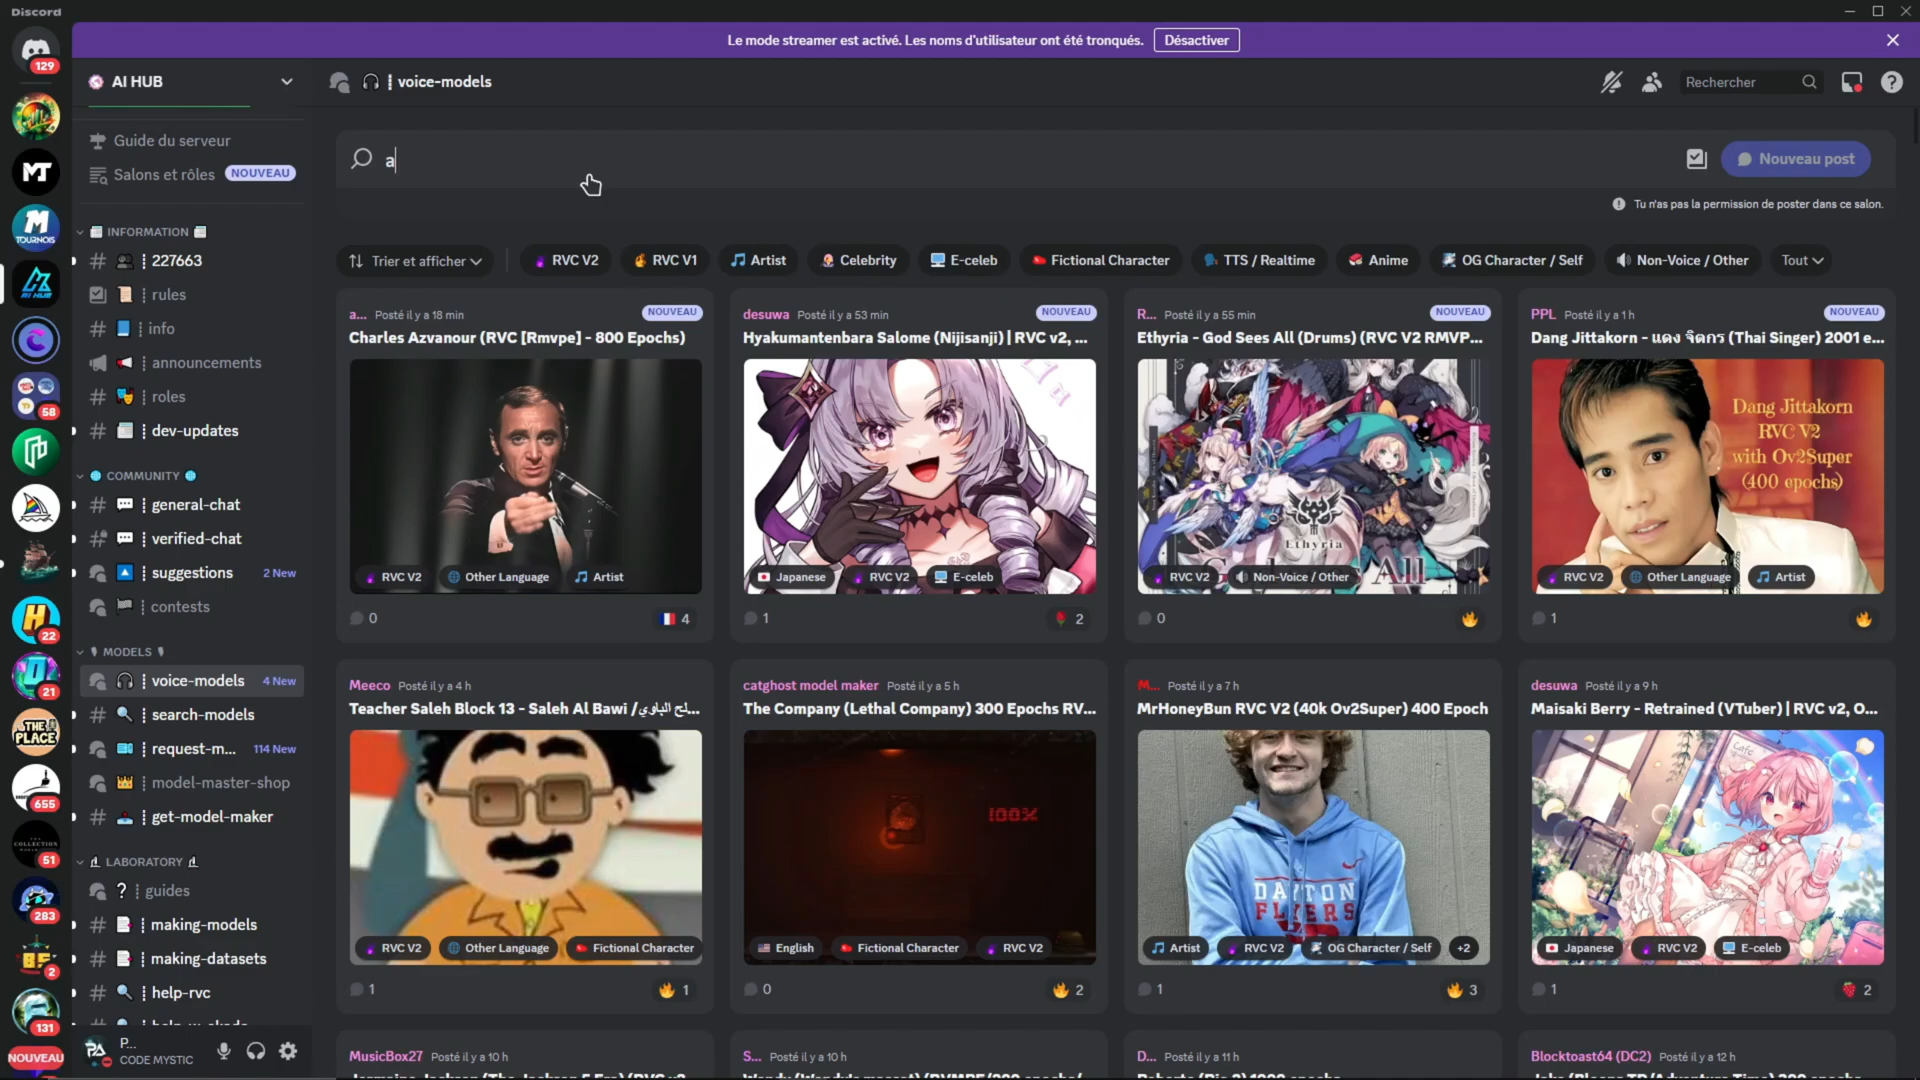 Discord
Le mode streamer est activé. Les noms d'utilisateur ont été tronqués.
Désactiver
129
AI HUB
voice-models
Rechercher
Guide du serveur
Salons et rôles NOUVEAU
a
Nouveau post
Tu n'as pas la permission de poster dans ce salon.
MT
TOURNOIS
AI HUB
58
22
21
THE PLACE
655
51
283
2
131
NOUVEAU
INFORMATION
227663
rules
info
announcements
roles
dev-updates
COMMUNITY
general-chat
verified-chat
suggestions 2 New
contests
MODELS
voice-models 4 New
search-models
request-m... 114 New
model-master-shop
get-model-maker
LABORATORY
guides
making-models
making-datasets
help-rvc
P...
CODE MYSTIC
Trier et afficher
RVC V2
RVC V1
Artist
Celebrity
E-celeb
Fictional Character
TTS / Realtime
Anime
OG Character / Self
Non-Voice / Other
Tout
a... Posté il y a 18 min NOUVEAU
Charles Azvanour (RVC [Rmvpe] - 800 Epochs)
RVC V2 Other Language Artist
0 4
desuwa Posté il y a 53 min NOUVEAU
Hyakumantenbara Salome (Nijisanji) | RVC v2, ...
Japanese RVC V2 E-celeb
1 2
R... Posté il y a 55 min NOUVEAU
Ethyria - God Sees All (Drums) (RVC V2 RMVP...
Ethyria
All
RVC V2 Non-Voice / Other
0
PPL Posté il y a 1 h NOUVEAU
Dang Jittakorn - แดง จิตกร (Thai Singer) 2001 e...
Dang Jittakorn
RVC V2
with Ov2Super
(400 epochs)
RVC V2 Other Language Artist
1
Meeco Posté il y a 4 h
Teacher Saleh Block 13 - Saleh Al Bawi /صالح الباوي...
RVC V2 Other Language Fictional Character
1 1
catghost model maker Posté il y a 5 h
The Company (Lethal Company) 300 Epochs RV...
100%
English Fictional Character RVC V2
0 2
M... Posté il y a 7 h
MrHoneyBun RVC V2 (40k Ov2Super) 400 Epoch
DAYTON
FLYERS
Artist RVC V2 OG Character / Self +2
1 3
desuwa Posté il y a 9 h
Maisaki Berry - Retrained (VTuber) | RVC v2, O...
Cafe
Japanese RVC V2 E-celeb
1 2
MusicBox27 Posté il y a 10 h
S... Posté il y a 10 h
D... Posté il y a 11 h
Blocktoast64 (DC2) Posté il y a 12 h